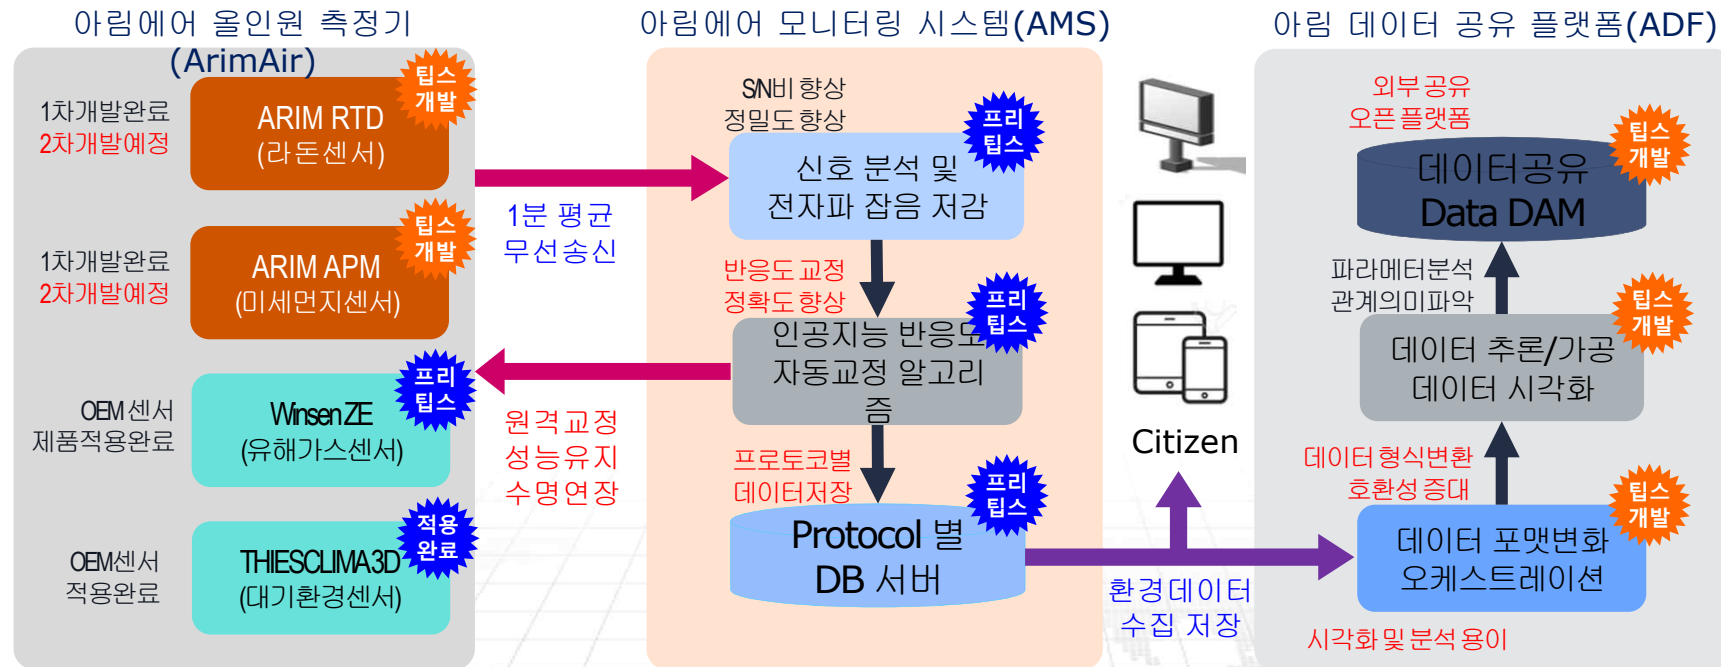 아림에어 올인원 측정기
(ArimAir)
1차개발완료
2차개발예정
ARIM RTD
(라돈센서)
팁스
개발
1차개발완료
2차개발예정
ARIM APM
(미세먼지센서)
팁스
개발
OEM 센서
제품적용완료
Winsen ZE
(유해가스센서)
프리
팁스
OEM센서
적용완료
THIESCLIMA3D
(대기환경센서)
적용
완료
1분 평균
무선송신
원격교정
성능유지
수명연장
아림에어 모니터링 시스템(AMS)
S/N비 향상
정밀도 향상
신호 분석 및
전자파 잡음 저감
프리
팁스
반응도 교정
정확도 향상
인공지능 반응도
자동교정 알고리
즘
프리
팁스
프로토코별
데이터저장
Protocol 별
DB 서버
프리
팁스
Citizen
환경데이터
수집 저장
아림 데이터 공유 플랫폼(ADF)
외부 공유
오픈 플랫폼
데이터공유
Data DAM
팁스
개발
파라메터분석
관계의미파악
데이터 추론/가공
데이터 시각화
팁스
개발
데이터 형식변환
호환성 증대
데이터 포맷변화
오케스트레이션
팁스
개발
시각화 및 분석 용이